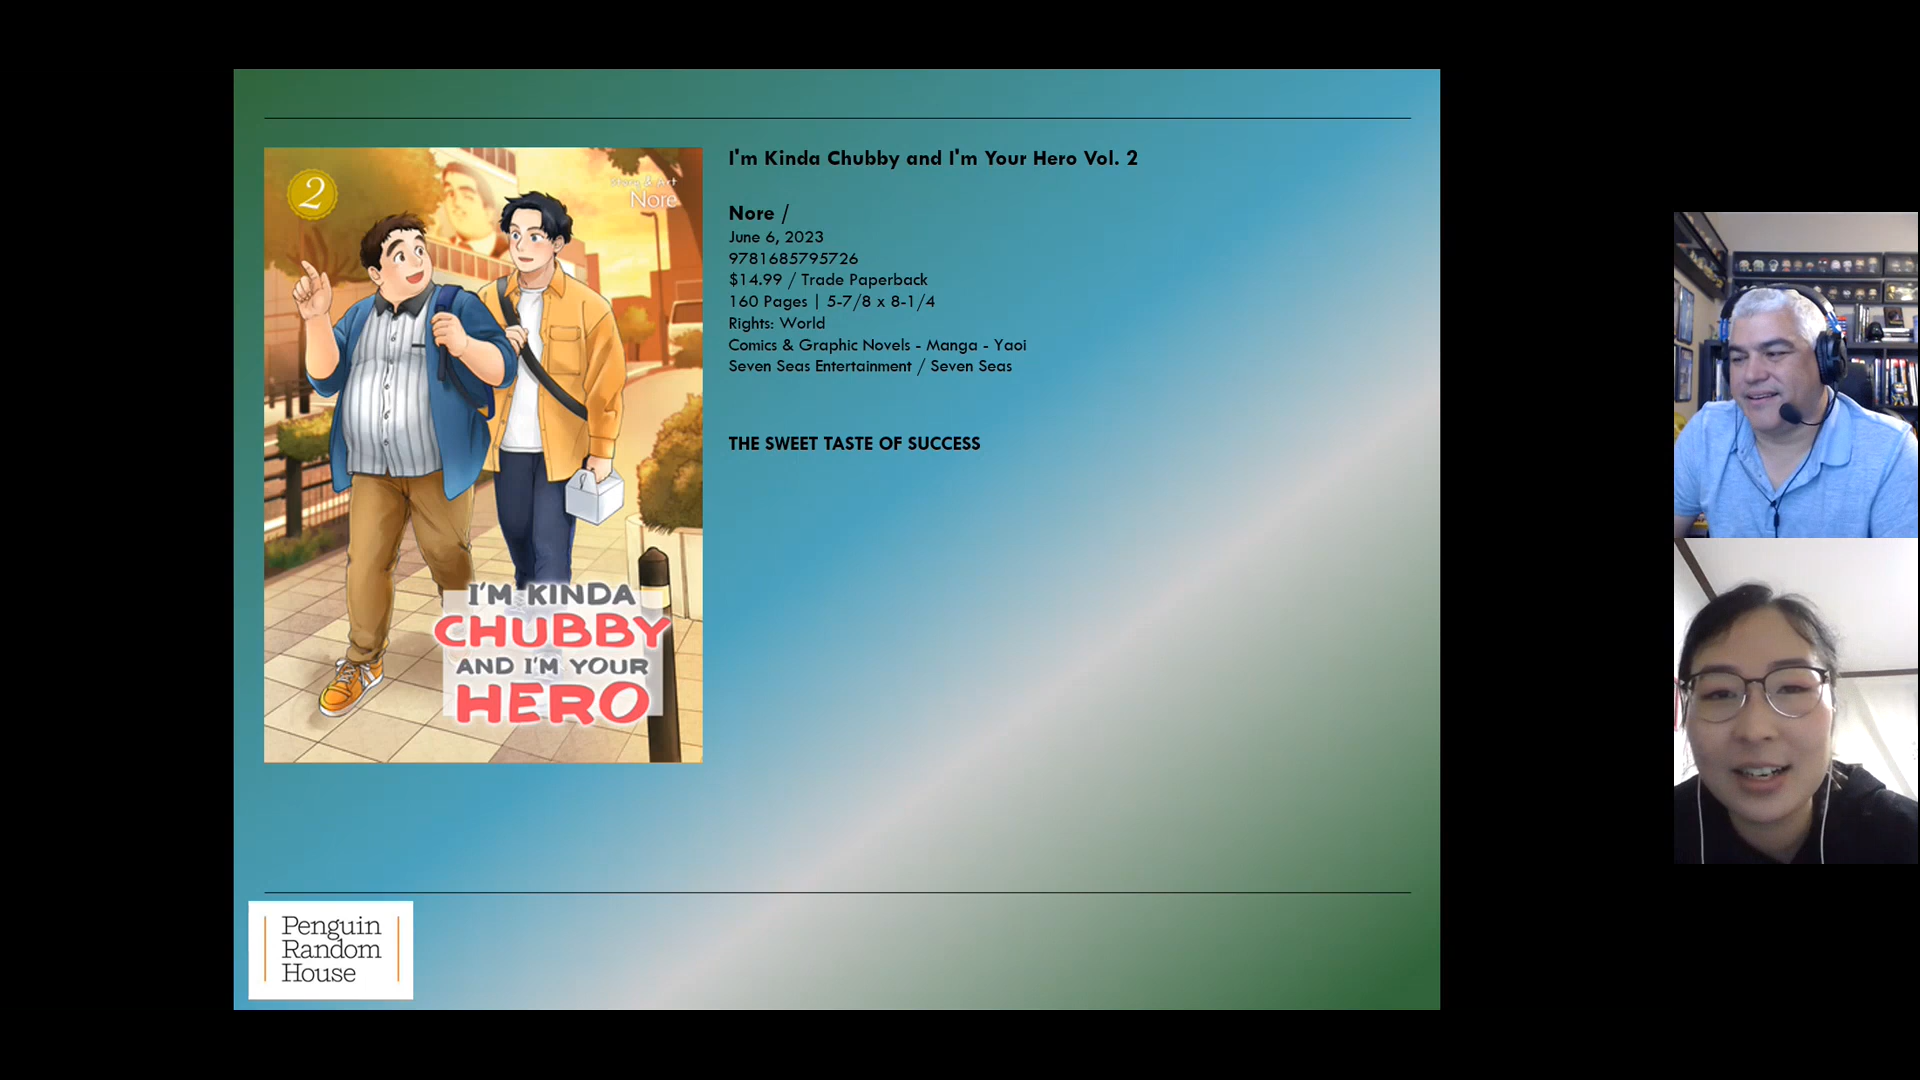 I'm Kinda Chubby and I'm Your Hero Vol. 2
Nore /
June 6, 2023
9781685795726
$14.99 / Trade Paperback
160 Pages | 5-7/8 x 8-1/4
Rights: World
Comics & Graphic Novels - Manga - Yaoi
Seven Seas Entertainment / Seven Seas
THE SWEET TASTE OF SUCCESS
2
story & art
Nore
I'M KINDA
CHUBBY
AND I'M YOUR
HERO
Penguin
Random
House